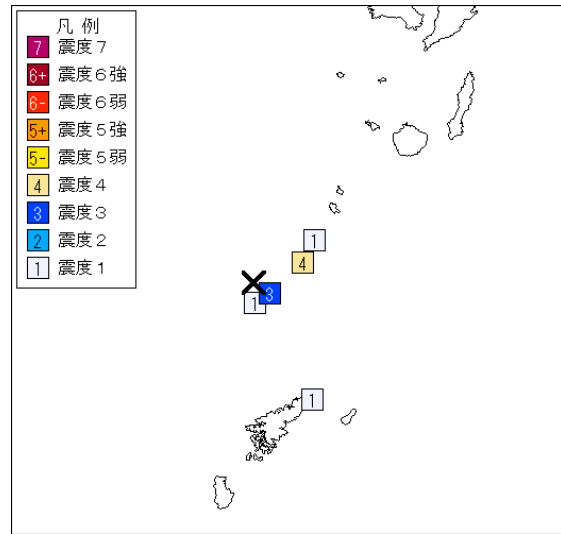 凡 例
7 震度７
6+ 震度６強
6- 震度６弱
5+ 震度５強
5- 震度５弱
4 震度４
3 震度３
2 震度２
1 震度１
1
4
3
1
1